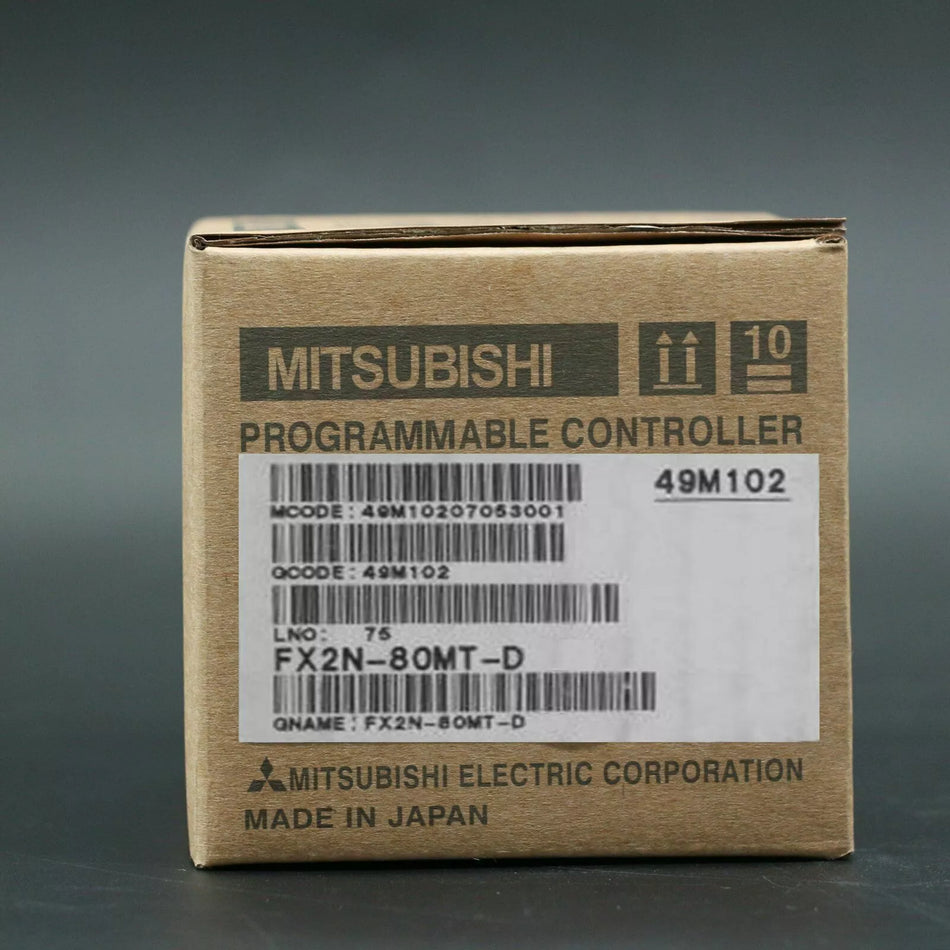 MITSUBISHI
10
PROGRAMMABLE CONTROLLER
49M102
MCODE: 49M10207053001
QCODE: 49M102
LNO: 75
FX2N-80MT-D
QNAME: FX2N-80MT-D
MITSUBISHI ELECTRIC CORPORATION
MADE IN JAPAN